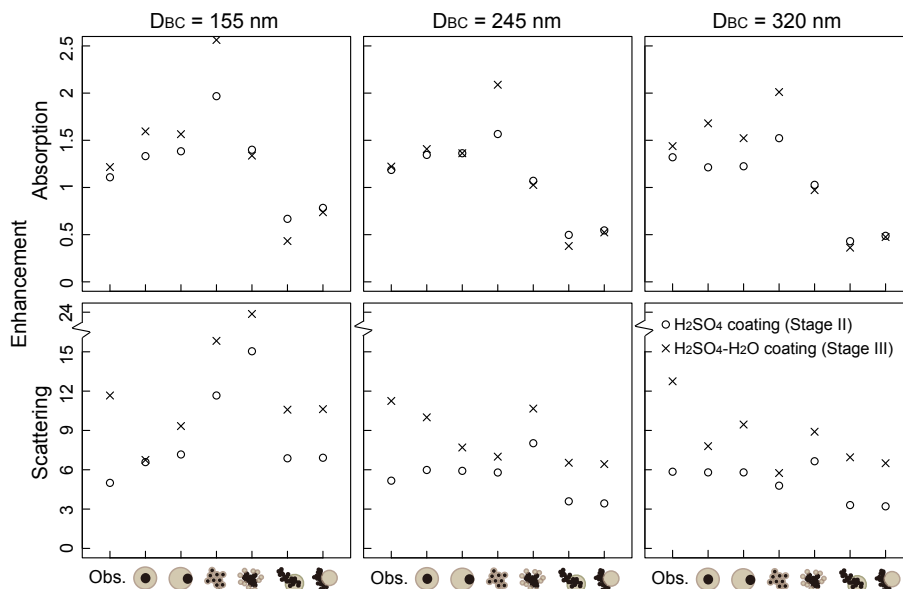 DBC = 155 nm DBC = 245 nm DBC = 320 nm
Enhancement
Absorption
2.5
2
1.5
1
0.5
0
Scattering
24
15
12
9
6
3
0
H2SO4 coating (Stage II)
H2SO4-H2O coating (Stage III)
Obs. Obs. Obs.